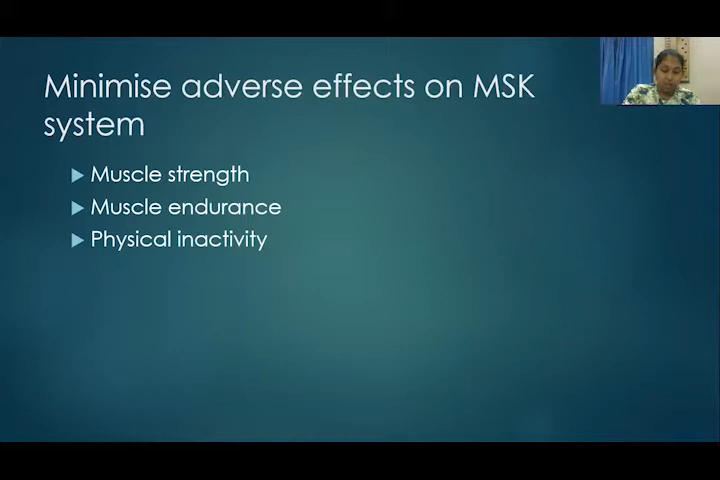 Minimise adverse effects on MSK
system
Muscle strength
Muscle endurance
Physical inactivity